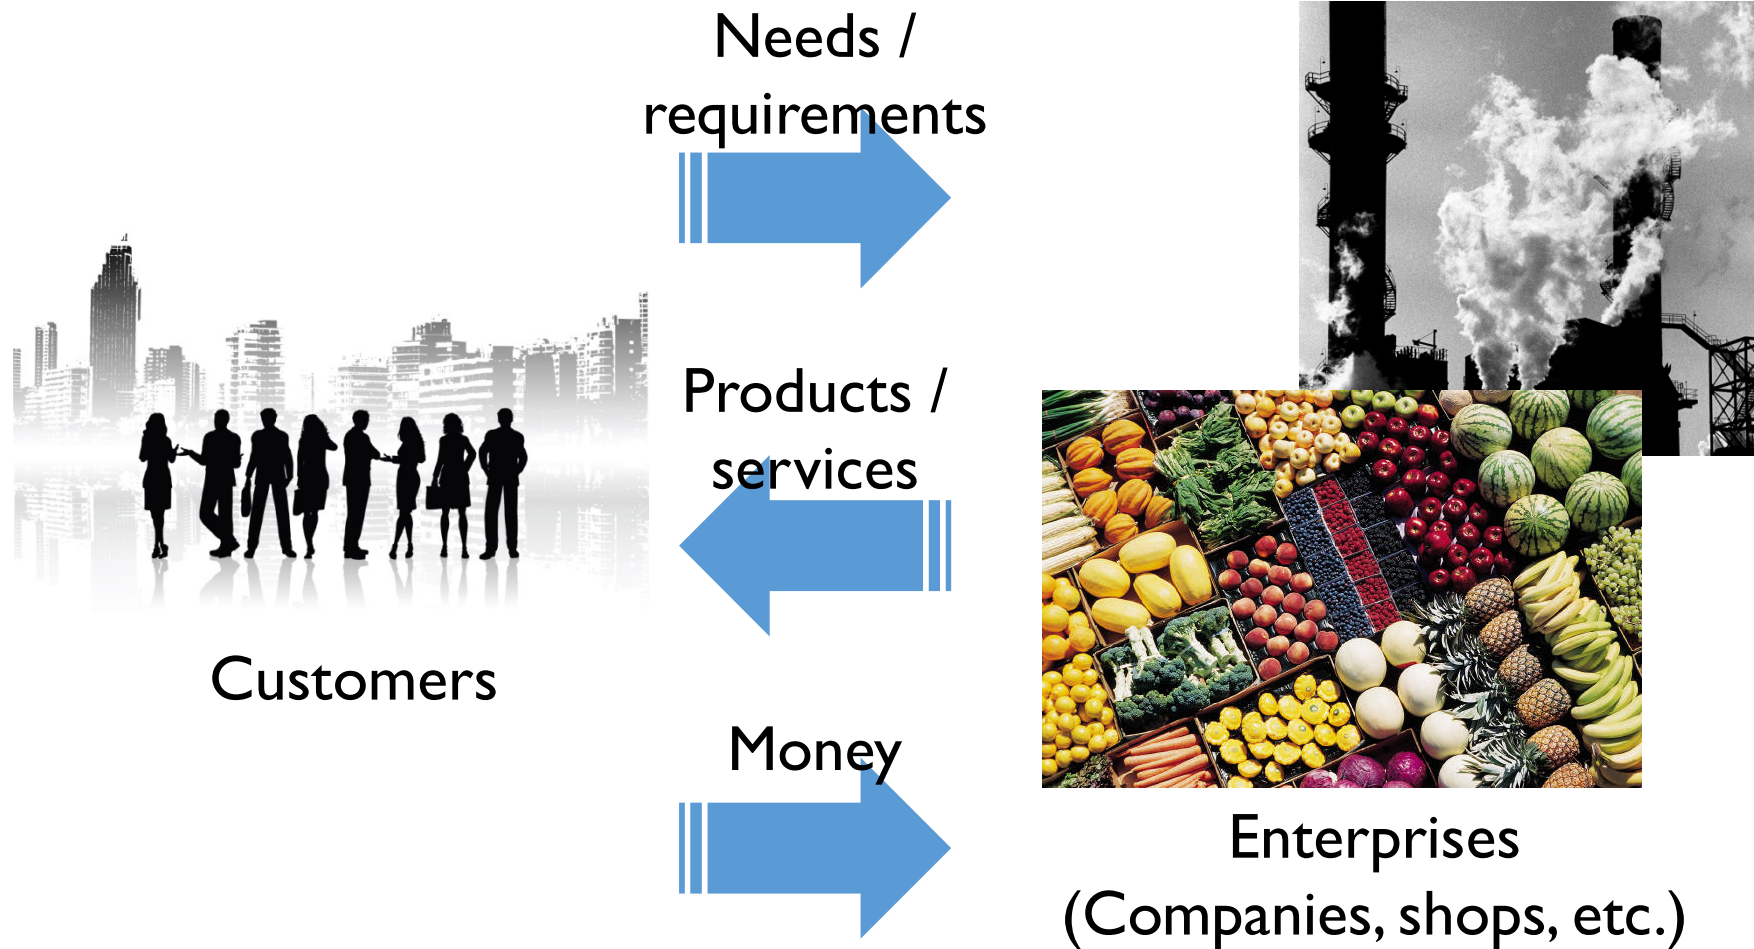 Needs /
requirements
Products /
services
Customers
Money
Enterprises
(Companies, shops, etc.)